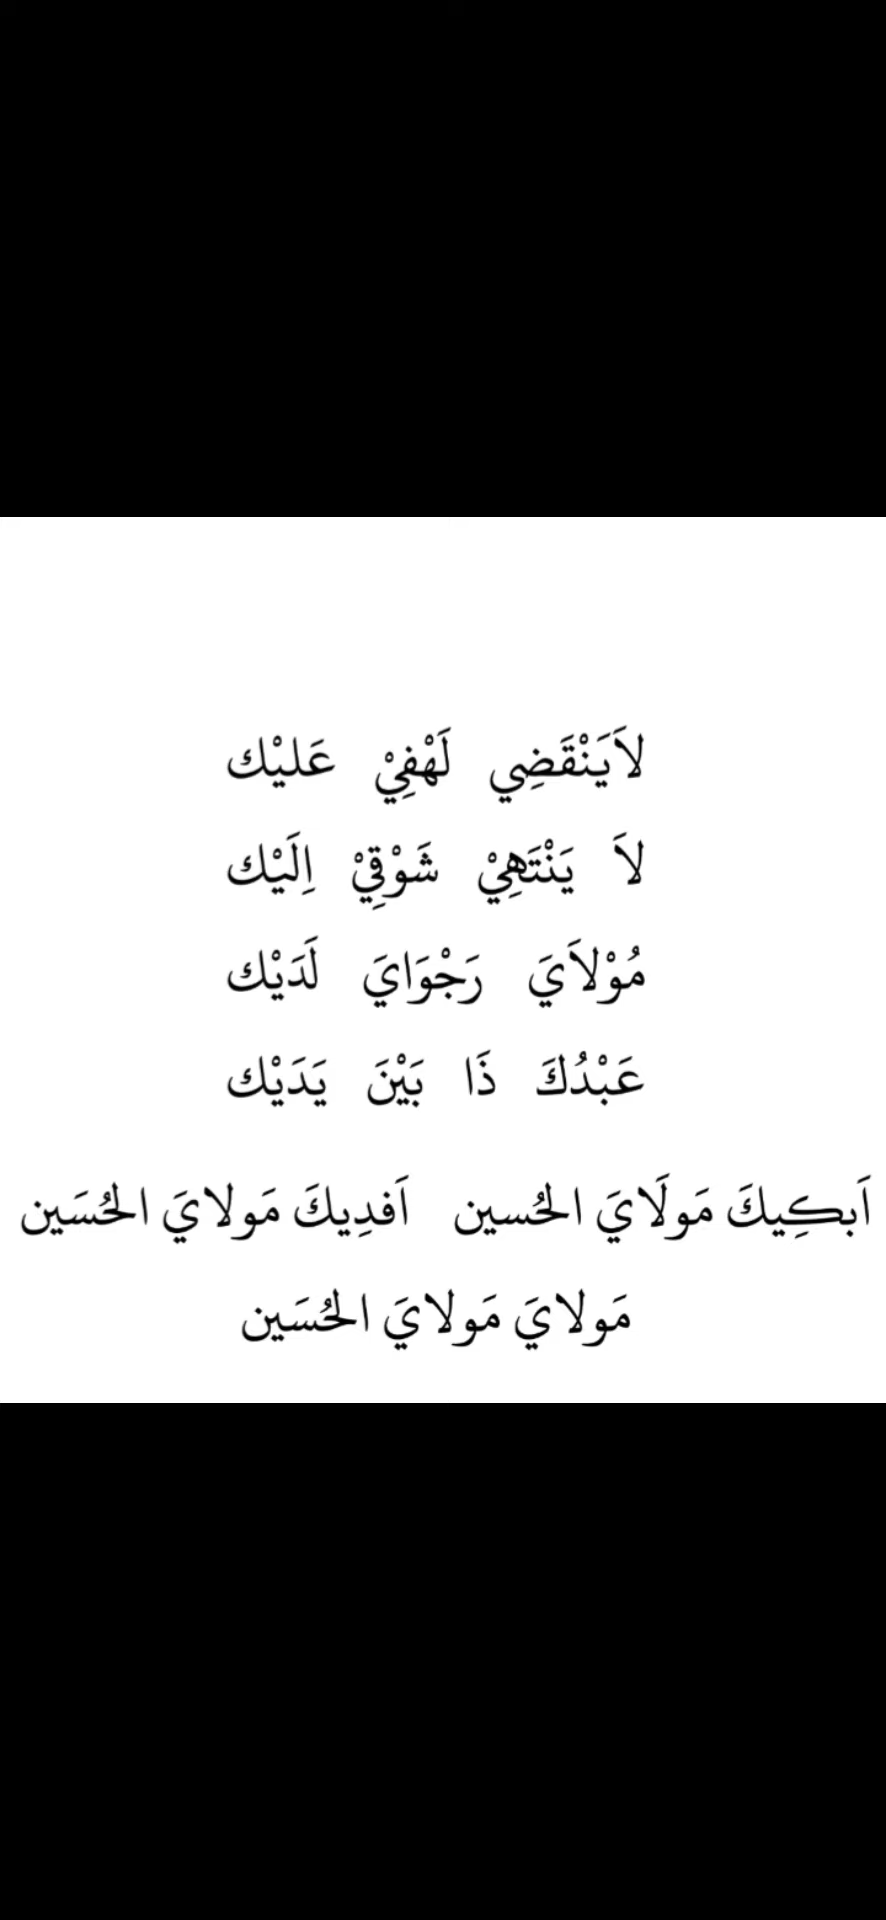 لاَيَنْقَضِي لَهْفِيْ عَليْك
لاَ يَنْتَهِيْ شَوْقِيْ اِلَيْك
مُوْلاَيَ رَجْوَايَ لَدَيْك
عَبْدُكَ ذَا بَيْنَ يَدَيْك
اَبكِيكَ مَولَايَ الحُسين اَفدِيكَ مَولايَ الحُسَين
مَولايَ مَولايَ الحُسَين